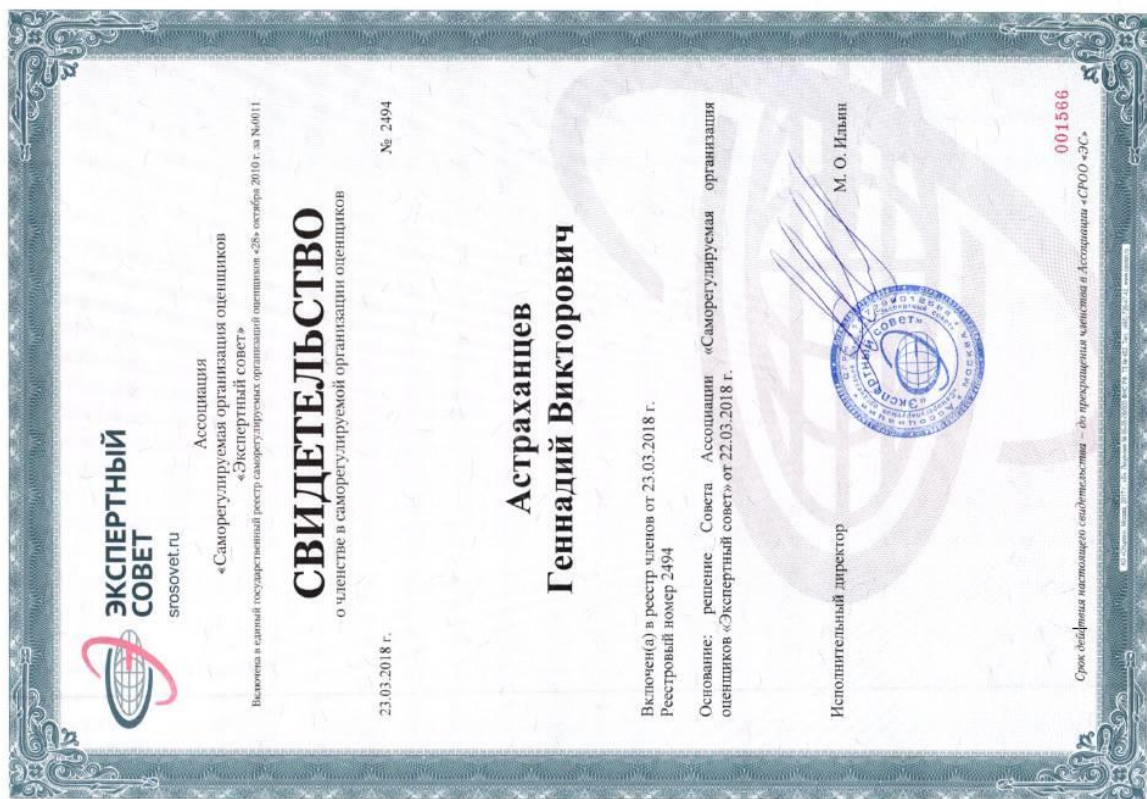 ЭКСПЕРТНЫЙ
СОВЕТ
srosovet.ru
Ассоциация
«Саморегулируемая организация оценщиков
«Экспертный совет»
Включена в единый государственный реестр саморегулируемых организаций оценщиков «28» октября 2010 г. за №0011
СВИДЕТЕЛЬСТВО
о членстве в саморегулируемой организации оценщиков
23.03.2018 г. № 2494
Астраханцев
Геннадий Викторович
Включен(а) в реестр членов от 23.03.2018 г.
Реестровый номер 2494
Основание: решение Совета Ассоциации «Саморегулируемая организация
оценщиков «Экспертный совет» от 22.03.2018 г.
Исполнительный директор М. О. Ильин
«Экспертный совет»
МОСКВА
001566
Срок действия настоящего свидетельства – до прекращения членства в Ассоциации «СРОО «ЭС»